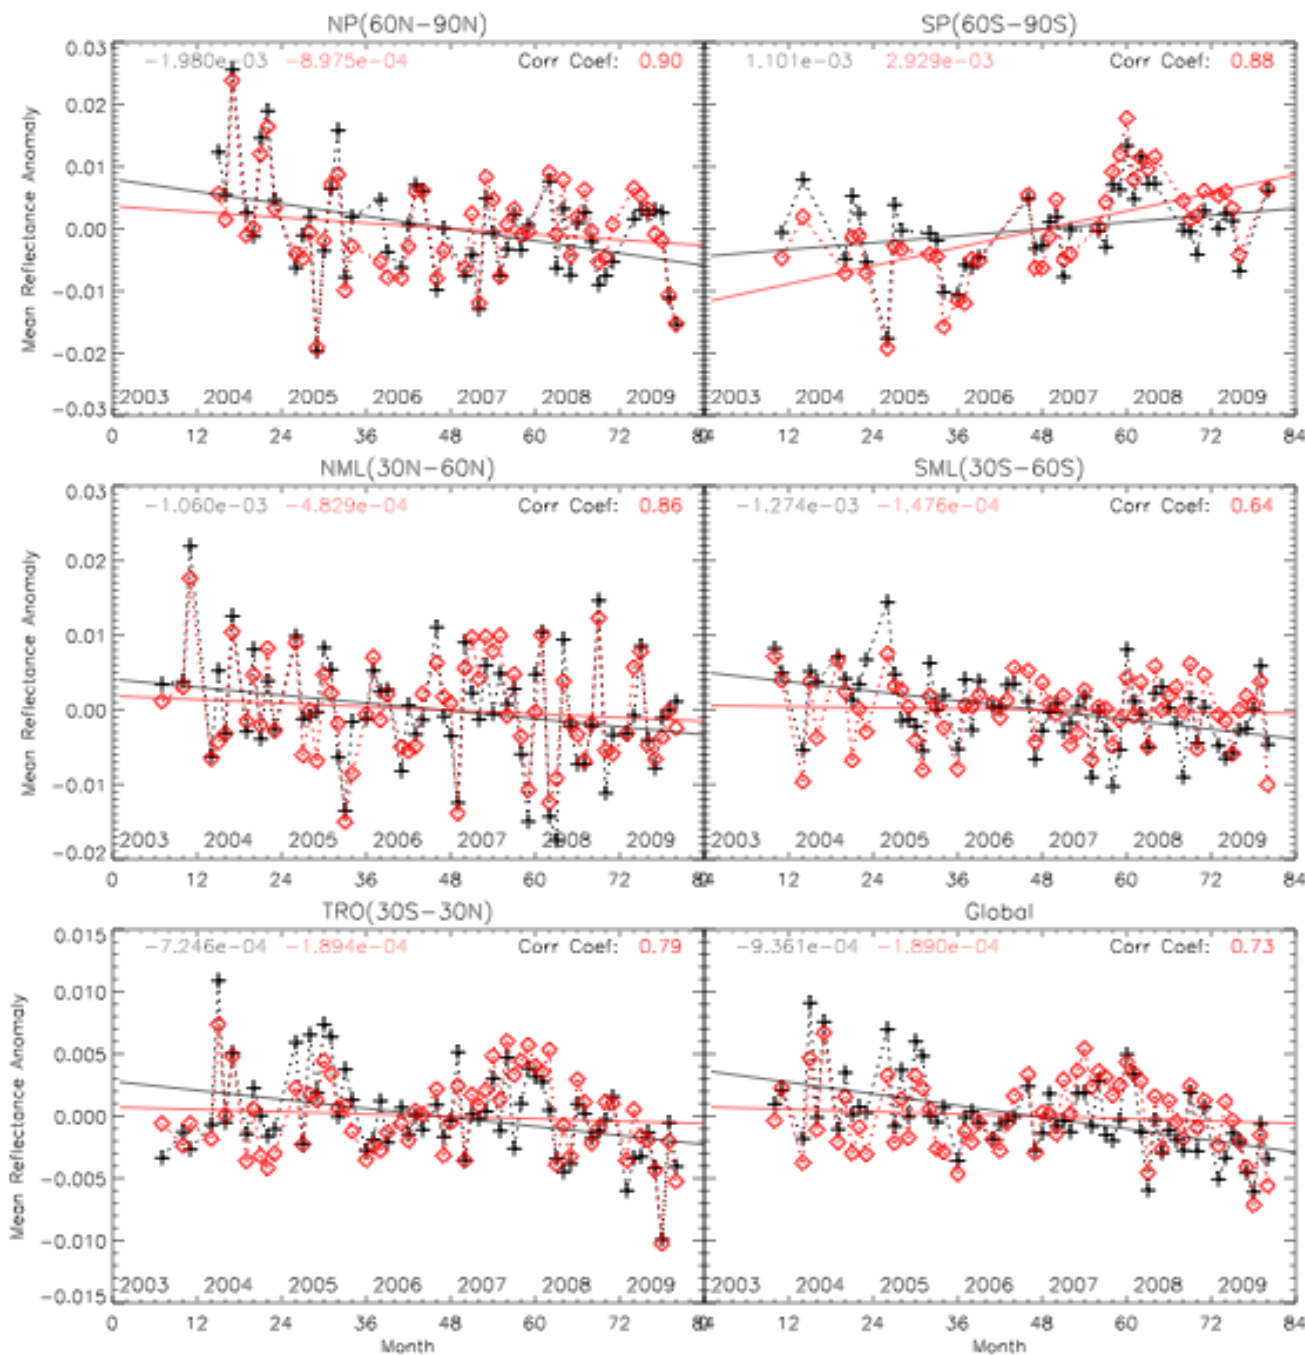 NP(60N-90N) SP(60S-90S)
-1.980e-03 -8.975e-04 Corr Coef: 0.90 1.101e-03 2.929e-03 Corr Coef: 0.88
0.03
0.02
0.01
0.00
-0.01
-0.02
-0.03
Mean Reflectance Anomaly
2003 2004 2005 2006 2007 2008 2009 2003 2004 2005 2006 2007 2008 2009
0 12 24 36 48 60 72 12 24 36 48 60 72 84
NML(30N-60N) SML(30S-60S)
-1.060e-03 -4.829e-04 Corr Coef: 0.86 -1.274e-03 -1.476e-04 Corr Coef: 0.64
0.03
0.02
0.01
0.00
-0.01
-0.02
Mean Reflectance Anomaly
2003 2004 2005 2006 2007 2008 2009 2003 2004 2005 2006 2007 2008 2009
0 12 24 36 48 60 72 12 24 36 48 60 72 84
TRO(30S-30N) Global
-7.246e-04 -1.894e-04 Corr Coef: 0.79 -9.361e-04 -1.890e-04 Corr Coef: 0.73
0.015
0.010
0.005
0.000
-0.005
-0.010
-0.015
Mean Reflectance Anomaly
2003 2004 2005 2006 2007 2008 2009 2003 2004 2005 2006 2007 2008 2009
0 12 24 36 48 60 72 12 24 36 48 60 72 84
Month Month